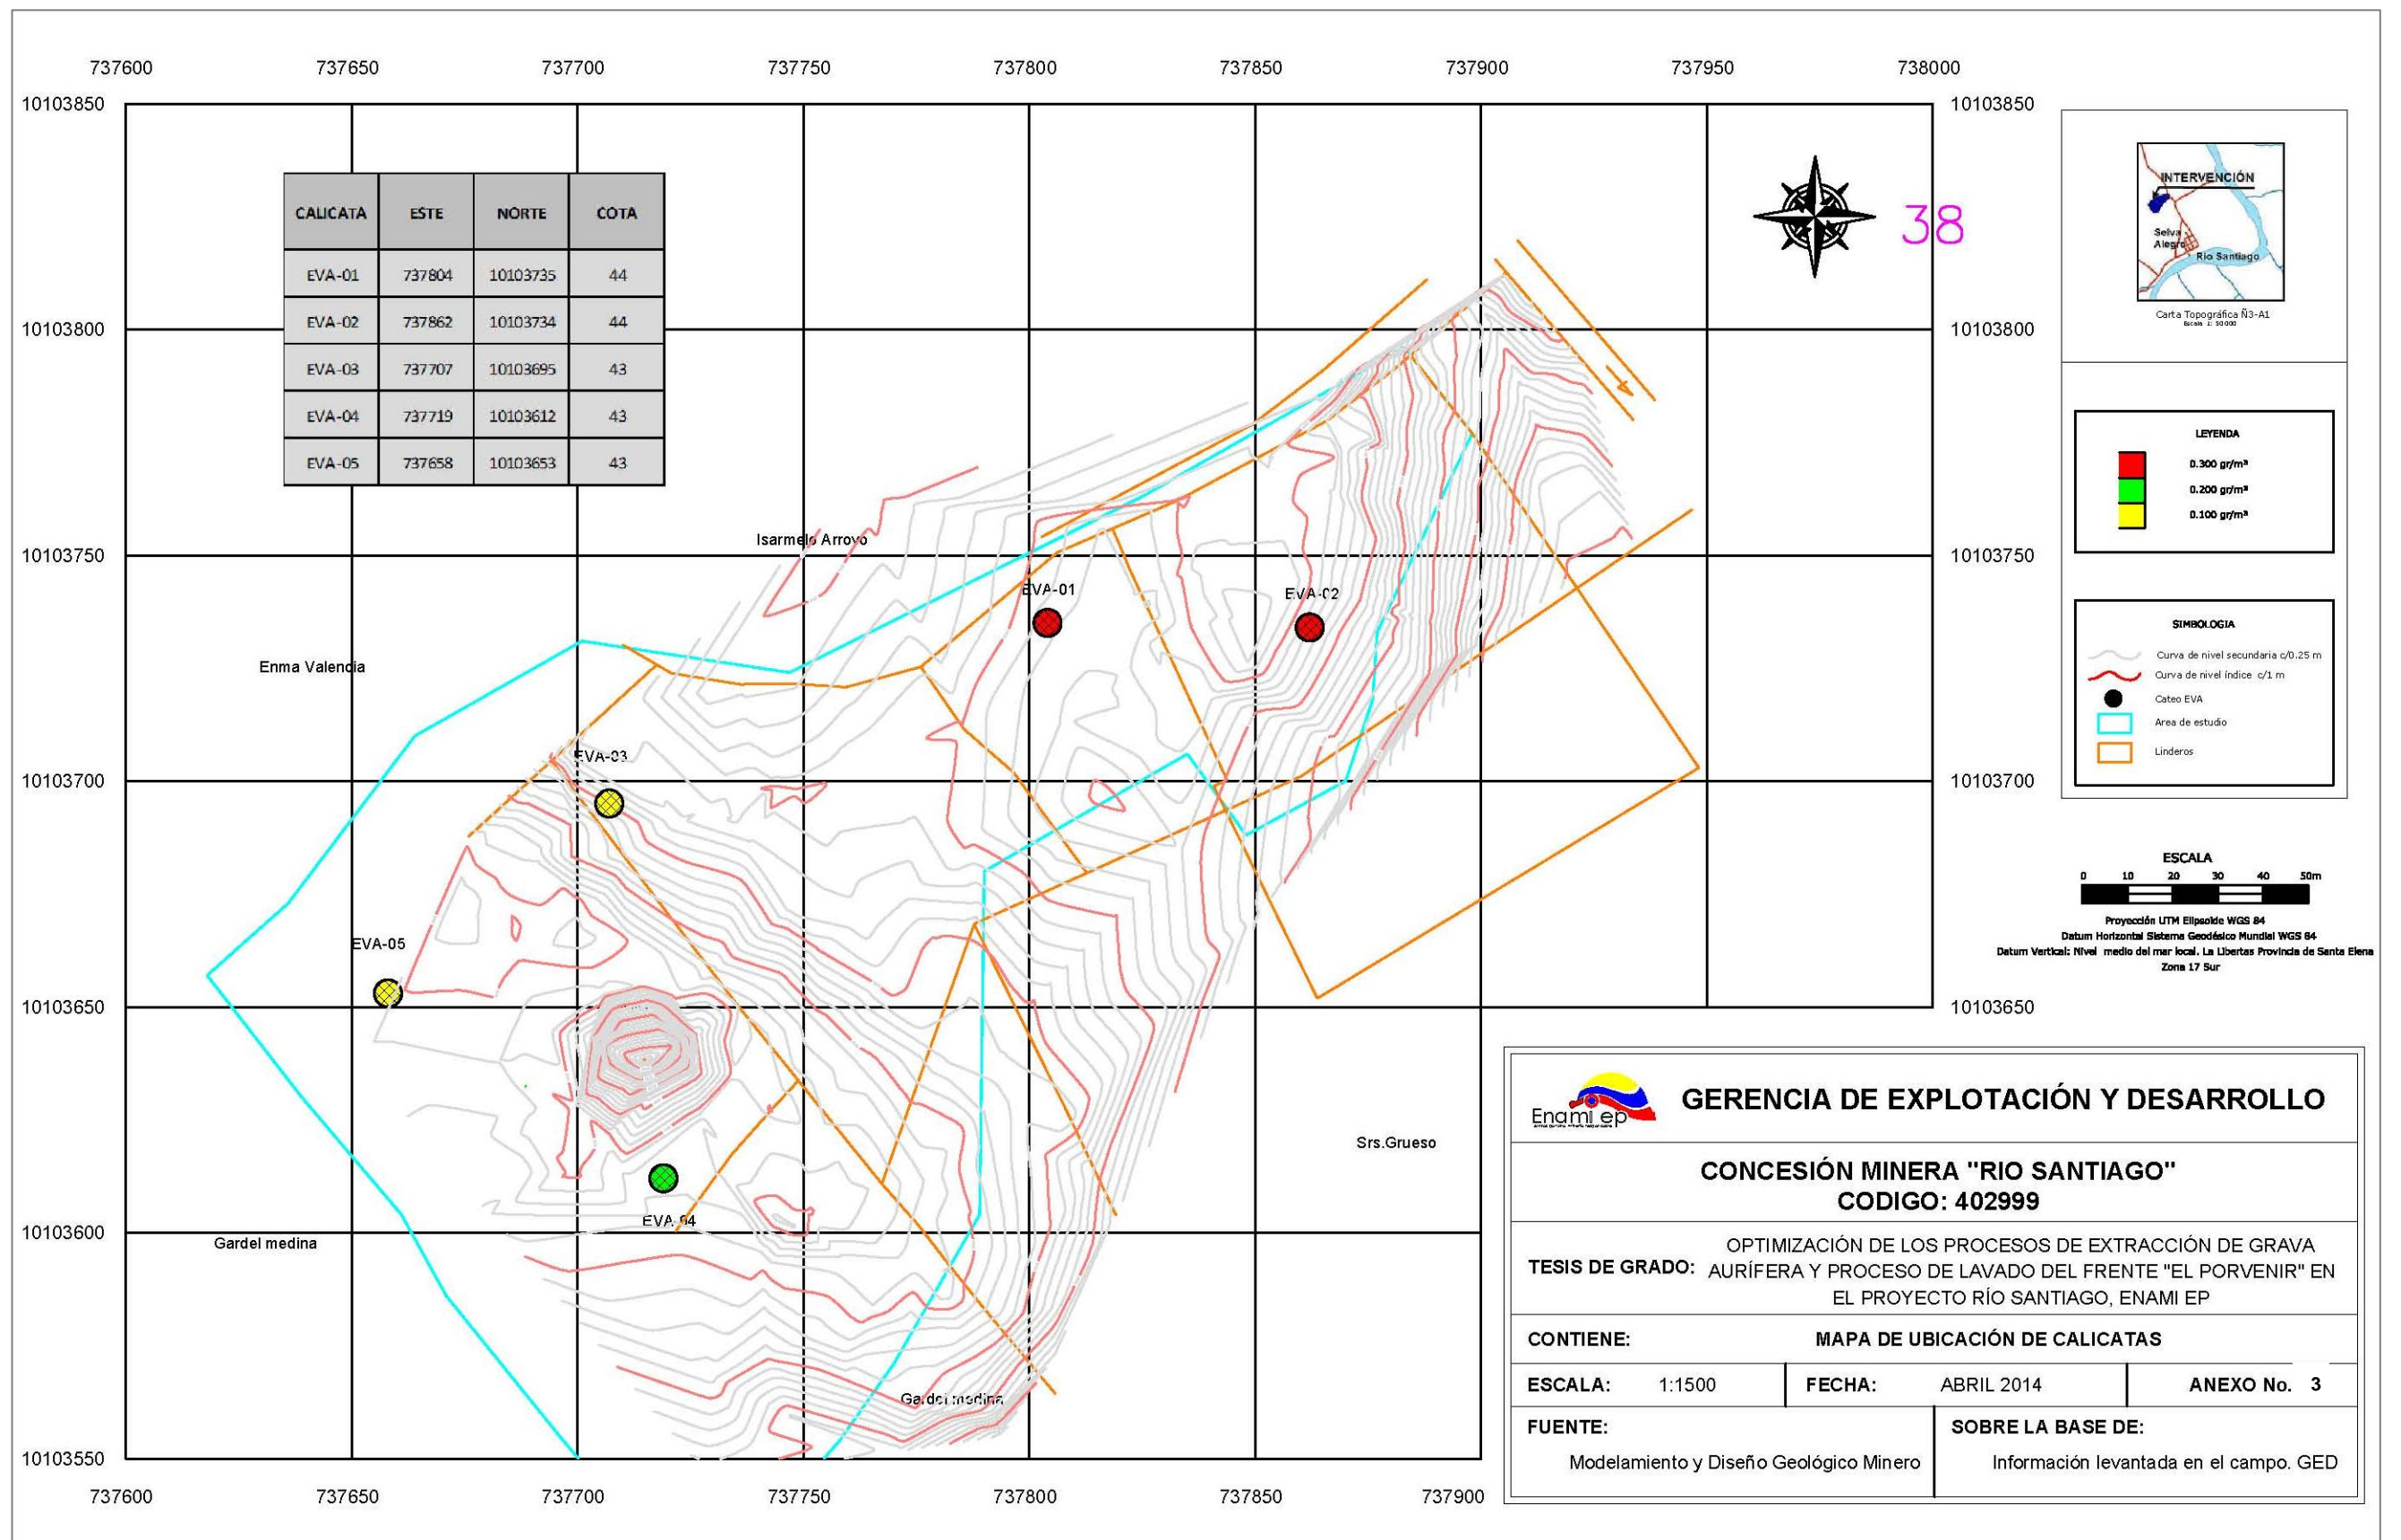 737600 737650 737700 737750 737800 737850 737900 737950 738000
10103850 10103850
CALICATA ESTE NORTE COTA
EVA-01 737804 10103735 44
EVA-02 737862 10103734 44
EVA-03 737707 10103695 43
EVA-04 737719 10103612 43
EVA-05 737658 10103653 43
38
INTERVENCIÓN
Selva
Alegre
Rio Santiago
Carta Topográfica Ñ3-A1
Escala 1: 50000
10103800 10103800
LEYENDA
0.300 gr/m³
0.200 gr/m³
0.100 gr/m³
Isarmelo Arroyo
10103750 10103750
EVA-01
EVA-02
Enma Valencia
SIMBOLOGIA
Curva de nivel secundaria c/0.25 m
Curva de nivel índice c/1 m
Cateo EVA
Area de estudio
Linderos
EVA-03
10103700 10103700
ESCALA
0 10 20 30 40 50m
Proyección UTM Elipsoide WGS 84
Datum Horizontal Sistema Geodésico Mundial WGS 84
Datum Vertical: Nivel medio del mar local. La Libertas Provincia de Santa Elena
Zona 17 Sur
EVA-05
10103650 10103650
Srs.Grueso
EVA-04
10103600
Gardel medina
Gardel medina
10103550
737600 737650 737700 737750 737800 737850 737900
Enami ep
GERENCIA DE EXPLOTACIÓN Y DESARROLLO
CONCESIÓN MINERA "RIO SANTIAGO"
CODIGO: 402999
TESIS DE GRADO: OPTIMIZACIÓN DE LOS PROCESOS DE EXTRACCIÓN DE GRAVA
AURÍFERA Y PROCESO DE LAVADO DEL FRENTE "EL PORVENIR" EN
EL PROYECTO RÍO SANTIAGO, ENAMI EP
CONTIENE: MAPA DE UBICACIÓN DE CALICATAS
ESCALA: 1:1500 FECHA: ABRIL 2014 ANEXO No. 3
FUENTE: SOBRE LA BASE DE:
Modelamiento y Diseño Geológico Minero Información levantada en el campo. GED